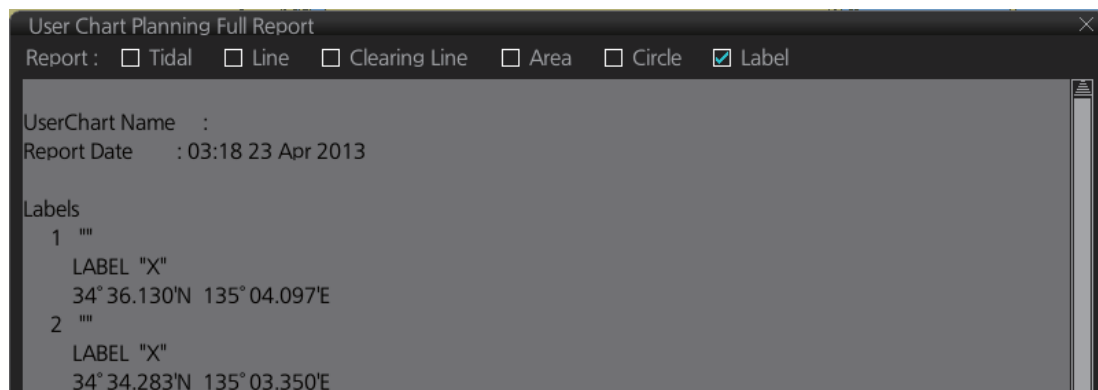 User Chart Planning Full Report
Report : Tidal Line Clearing Line Area Circle Label
UserChart Name :
Report Date : 03:18 23 Apr 2013
Labels
1 ""
LABEL "X"
34°36.130'N 135°04.097'E
2 ""
LABEL "X"
34°34.283'N 135°03.350'E